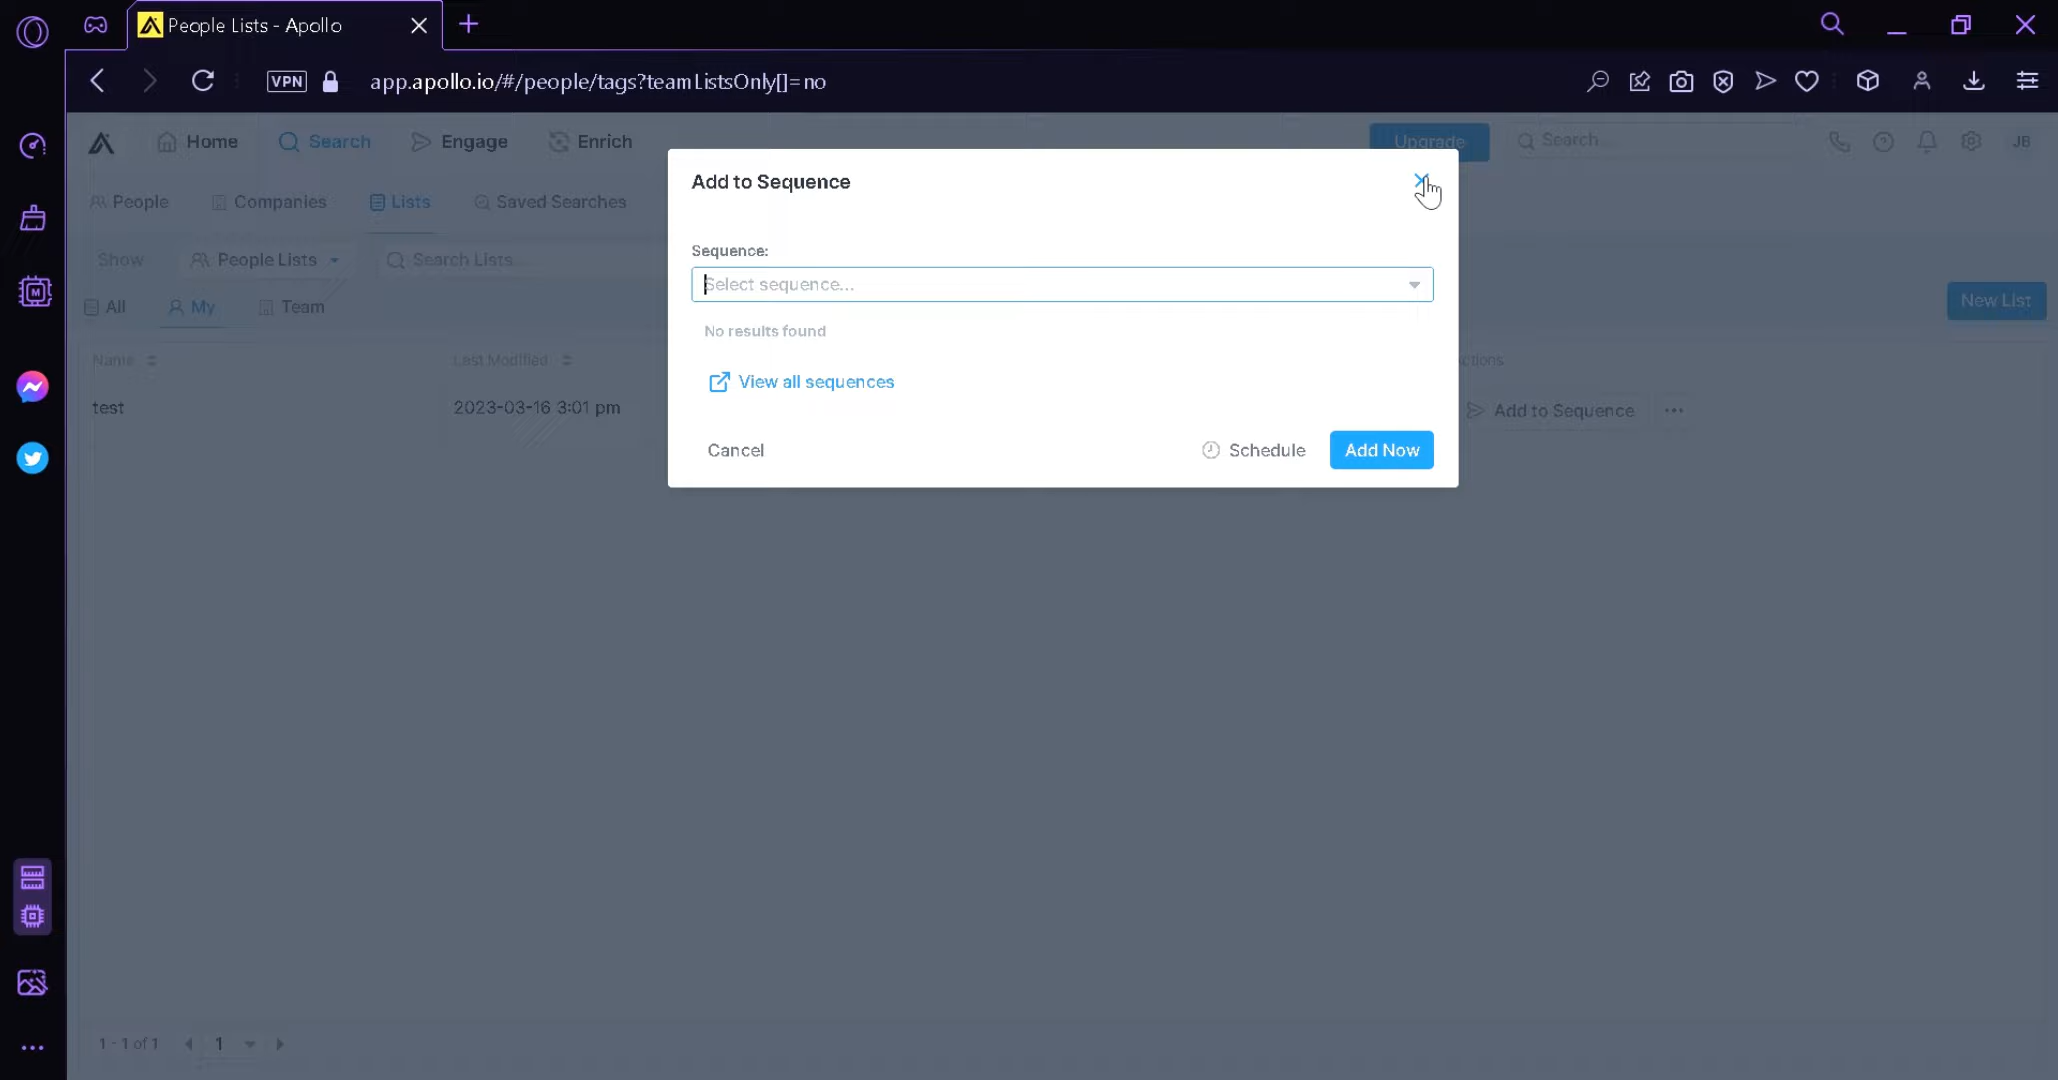 People Lists - Apollo
VPN app.apollo.io/#/people/tags?teamListsOnly[]=no
Home Search Engage Enrich Upgrade Search... JB
People Companies Lists Saved Searches
Add to Sequence
Show People Lists Search Lists...
Sequence:
Select sequence...
All My Team New List
No results found
Name Last Modified
View all sequences
test 2023-03-16 3:01 pm Add to Sequence
Cancel Schedule Add Now
1 - 1 of 1 1